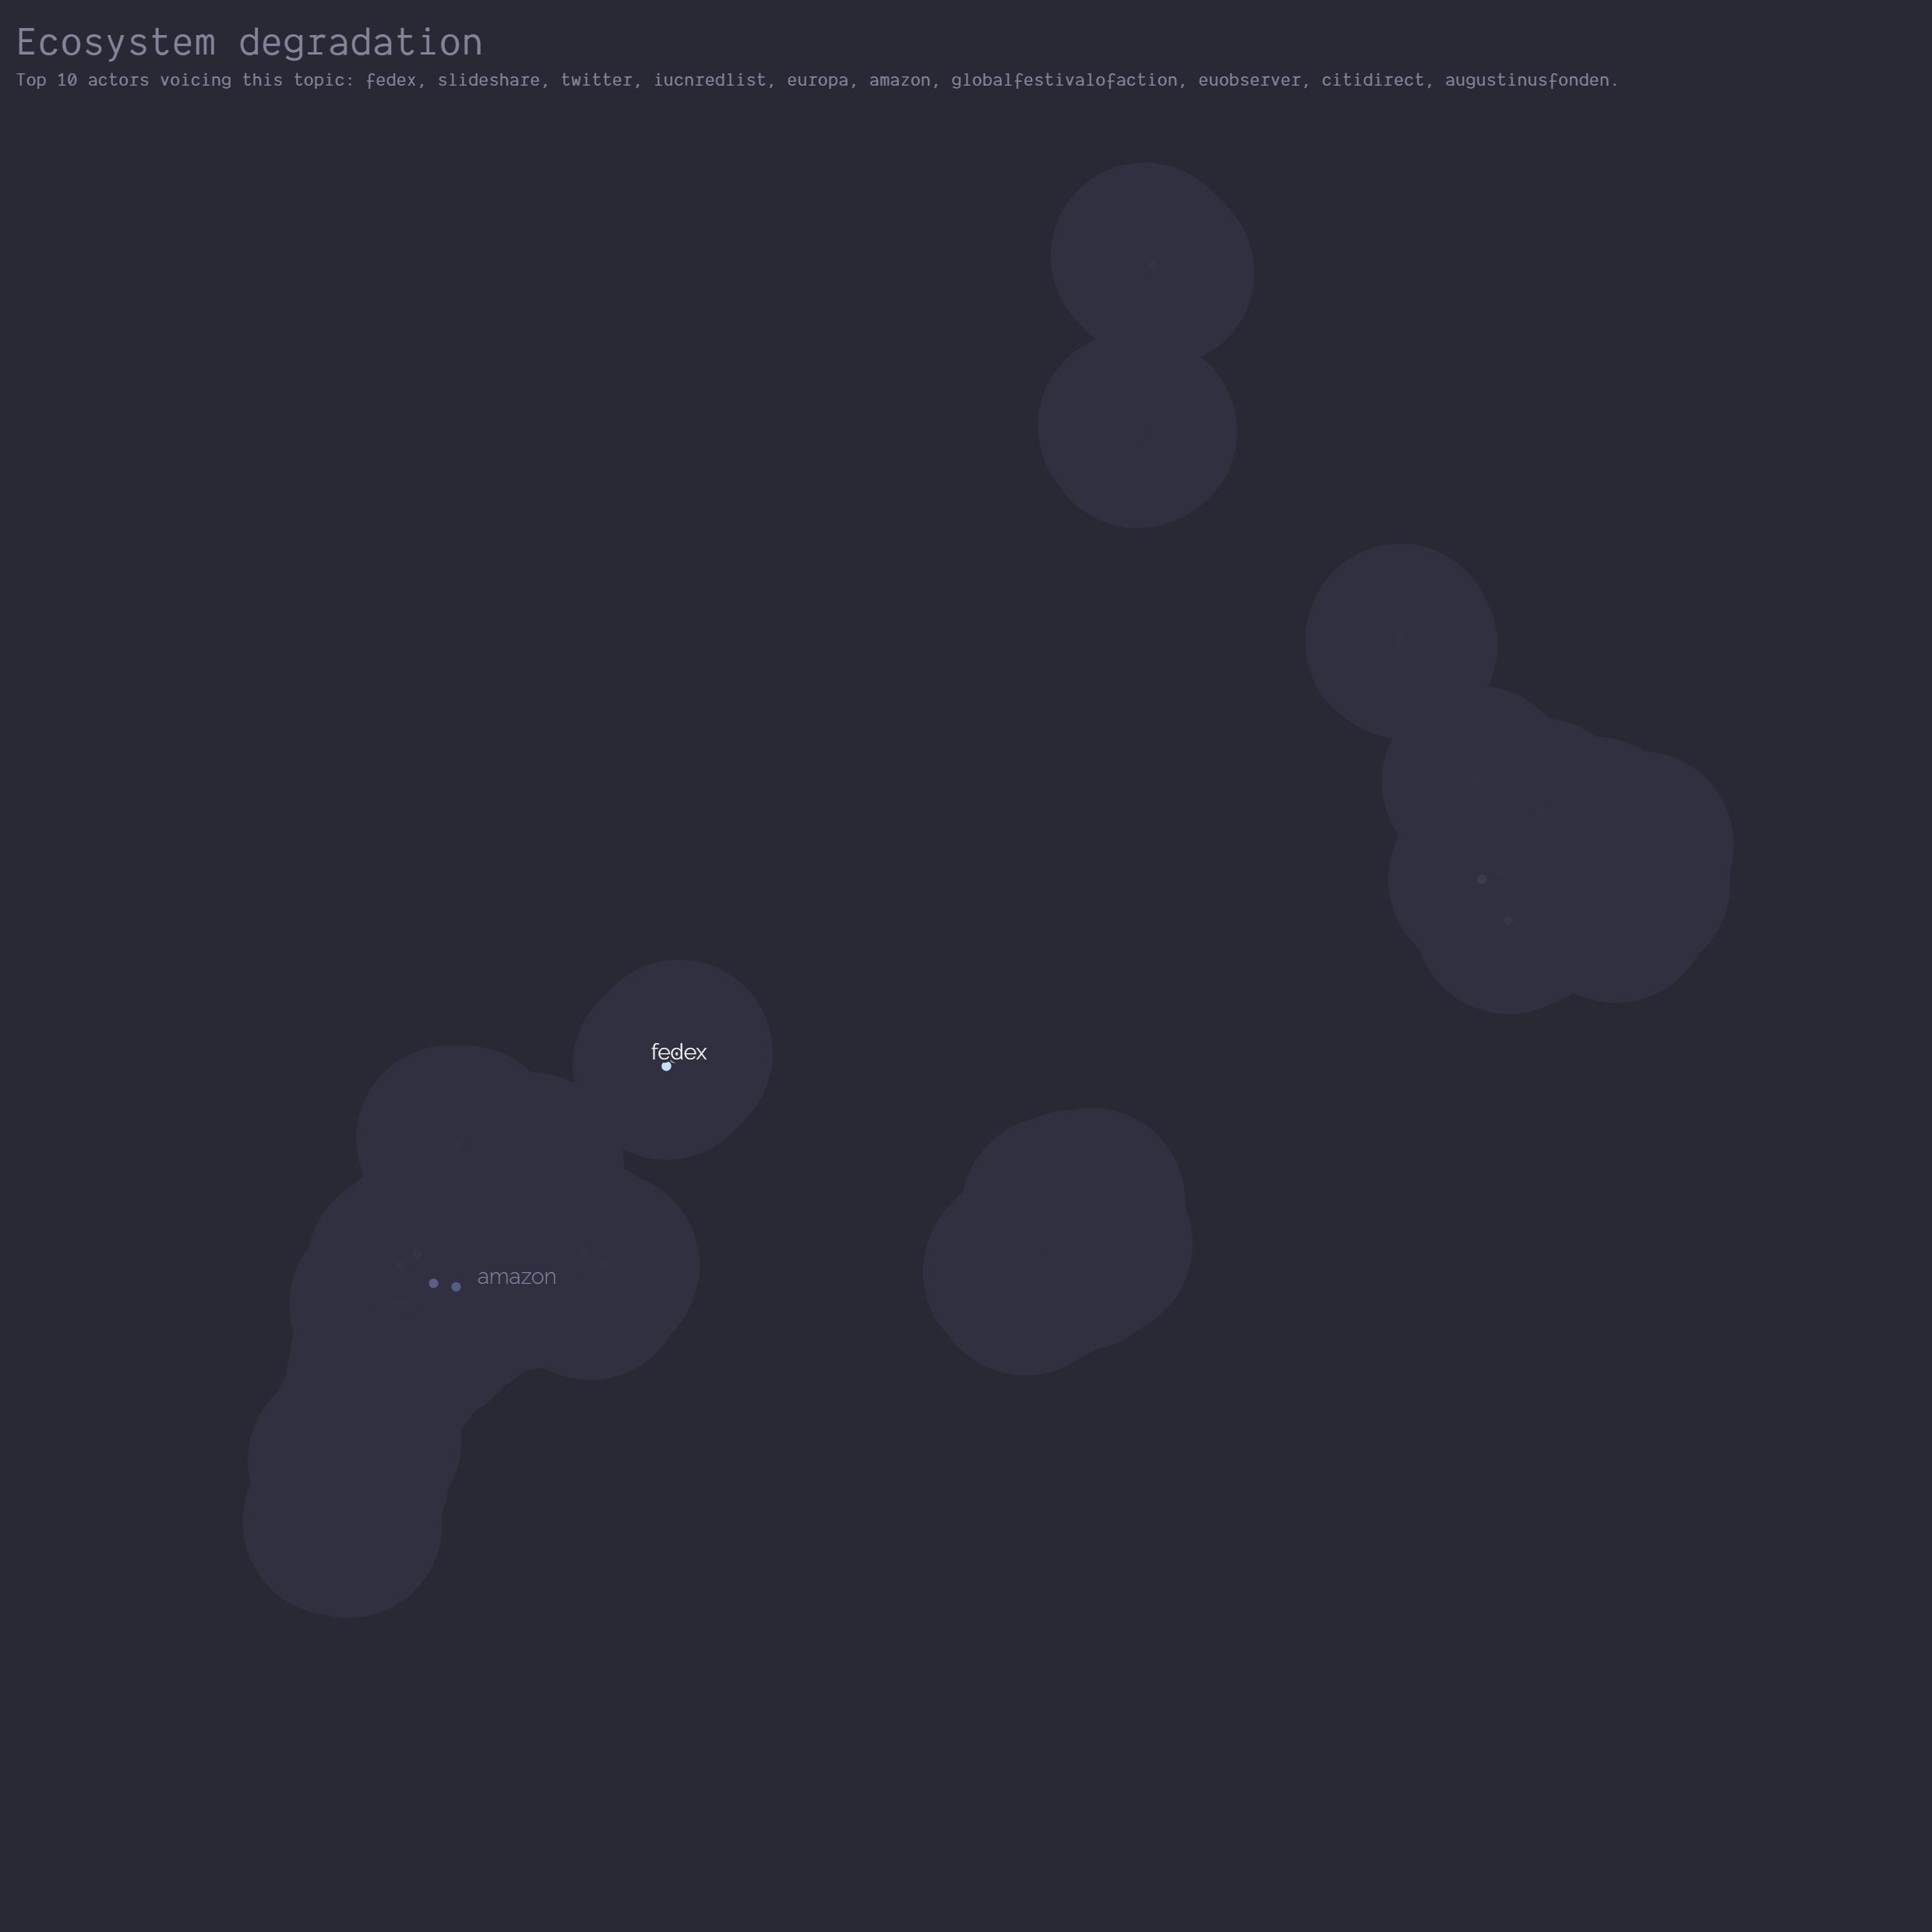 Ecosystem degradation
Top 10 actors voicing this topic: fedex, slideshare, twitter, iucnredlist, europa, amazon, globalfestivalofaction, euobserver, citidirect, augustinusfonden.
fedex
amazon